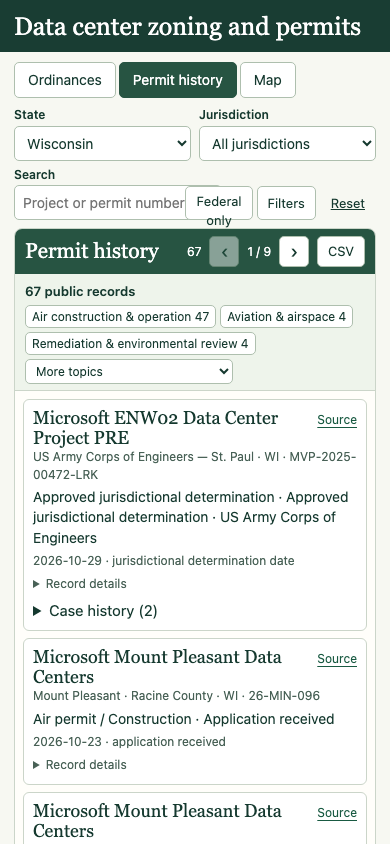 Data center zoning and permits
Ordinances Permit history Map
State Jurisdiction
Wisconsin All jurisdictions
Search
Project or permit number Federal only Filters Reset
Permit history 67 ‹ 1 / 9 › CSV
67 public records
Air construction & operation 47 Aviation & airspace 4
Remediation & environmental review 4
More topics
Microsoft ENW02 Data Center Source
Project PRE
US Army Corps of Engineers — St. Paul · WI · MVP-2025-
00472-LRK
Approved jurisdictional determination · Approved
jurisdictional determination · US Army Corps of
Engineers
2026-10-29 · jurisdictional determination date
Record details
Case history (2)
Microsoft Mount Pleasant Data Source
Centers
Mount Pleasant · Racine County · WI · 26-MIN-096
Air permit / Construction · Application received
2026-10-23 · application received
Record details
Microsoft Mount Pleasant Data Source
Centers